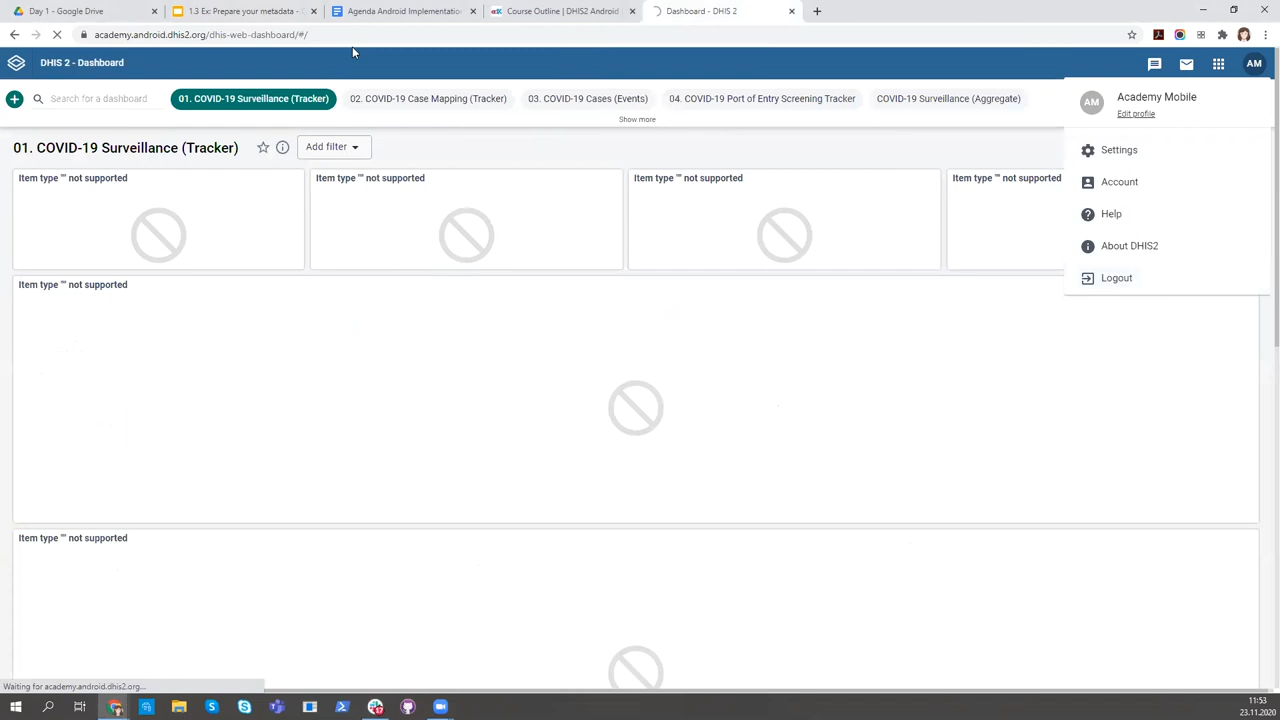 Day 1 - Google Drive
1.3 Ex: Prepare your metadata -
Agenda Android Implementation
Course Outline | DHIS2 Android
Dashboard - DHIS 2
academy.android.dhis2.org/dhis-web-dashboard/#/
DHIS 2 - Dashboard
AM
Search for a dashboard
01. COVID-19 Surveillance (Tracker)
02. COVID-19 Case Mapping (Tracker)
03. COVID-19 Cases (Events)
04. COVID-19 Port of Entry Screening Tracker
COVID-19 Surveillance (Aggregate)
Show more
AM
Academy Mobile
Edit profile
Settings
Account
Help
About DHIS2
Logout
01. COVID-19 Surveillance (Tracker)
Add filter
Item type "" not supported
Item type "" not supported
Item type "" not supported
Item type "" not supported
Item type "" not supported
Item type "" not supported
Waiting for academy.android.dhis2.org...
11:53
23.11.2020